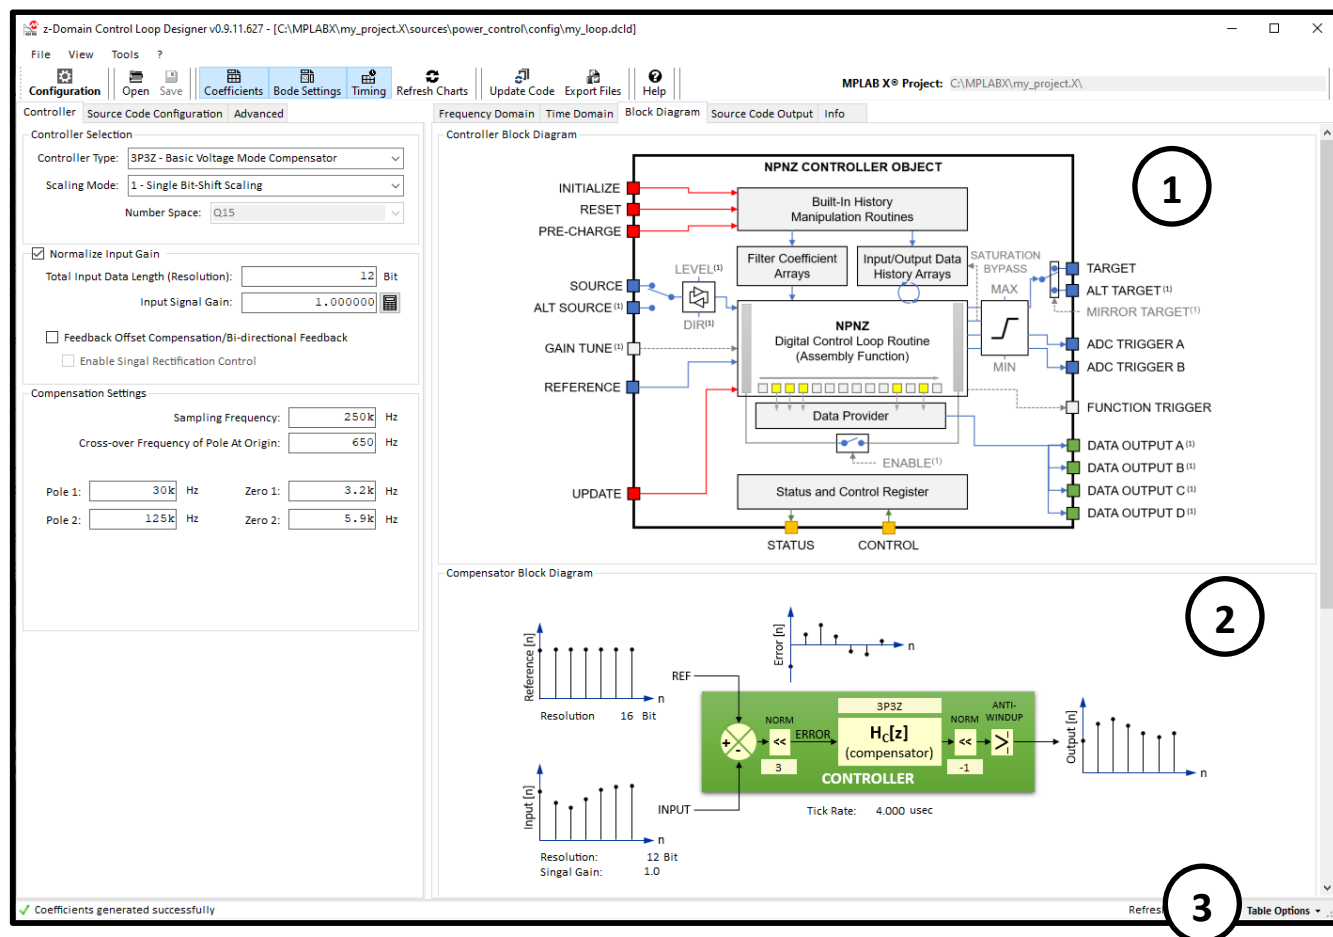 z-Domain Control Loop Designer v0.9.11.627 - [C:\MPLABX\my_project.X\sources\power_control\config\my_loop.dcld]
File View Tools ?
Configuration Open Save Coefficients Bode Settings Timing Refresh Charts Update Code Export Files Help
MPLAB X® Project: C:\MPLABX\my_project.X\
Controller Source Code Configuration Advanced
Controller Selection
Controller Type: 3P3Z - Basic Voltage Mode Compensator
Scaling Mode: 1 - Single Bit-Shift Scaling
Number Space: Q15
Normalize Input Gain
Total Input Data Length (Resolution): 12 Bit
Input Signal Gain: 1.000000
Feedback Offset Compensation/Bi-directional Feedback
Enable Singal Rectification Control
Compensation Settings
Sampling Frequency: 250k Hz
Cross-over Frequency of Pole At Origin: 650 Hz
Pole 1: 30k Hz Zero 1: 3.2k Hz
Pole 2: 125k Hz Zero 2: 5.9k Hz
Frequency Domain Time Domain Block Diagram Source Code Output Info
Controller Block Diagram
1
NPNZ CONTROLLER OBJECT
INITIALIZE
RESET
PRE-CHARGE
Built-In History
Manipulation Routines
Filter Coefficient
Arrays
Input/Output Data
History Arrays
SATURATION
BYPASS
LEVEL(1)
DIR(1)
SOURCE
ALT SOURCE(1)
GAIN TUNE(1)
REFERENCE
UPDATE
NPNZ
Digital Control Loop Routine
(Assembly Function)
MAX
MIN
TARGET
ALT TARGET(1)
MIRROR TARGET(1)
ADC TRIGGER A
ADC TRIGGER B
FUNCTION TRIGGER
Data Provider
ENABLE(1)
DATA OUTPUT A(1)
DATA OUTPUT B(1)
DATA OUTPUT C(1)
DATA OUTPUT D(1)
Status and Control Register
STATUS CONTROL
Compensator Block Diagram
2
Reference [n]
n
Resolution 16 Bit
Error [n]
n
REF
NORM
<<
3
ERROR
3P3Z
HC[z]
(compensator)
NORM
<<
-1
ANTI-
WINDUP
CONTROLLER
+
-
Output [n]
n
Input [n]
n
INPUT
Tick Rate: 4.000 usec
Resolution: 12 Bit
Singal Gain: 1.0
Coefficients generated successfully
3
Table Options